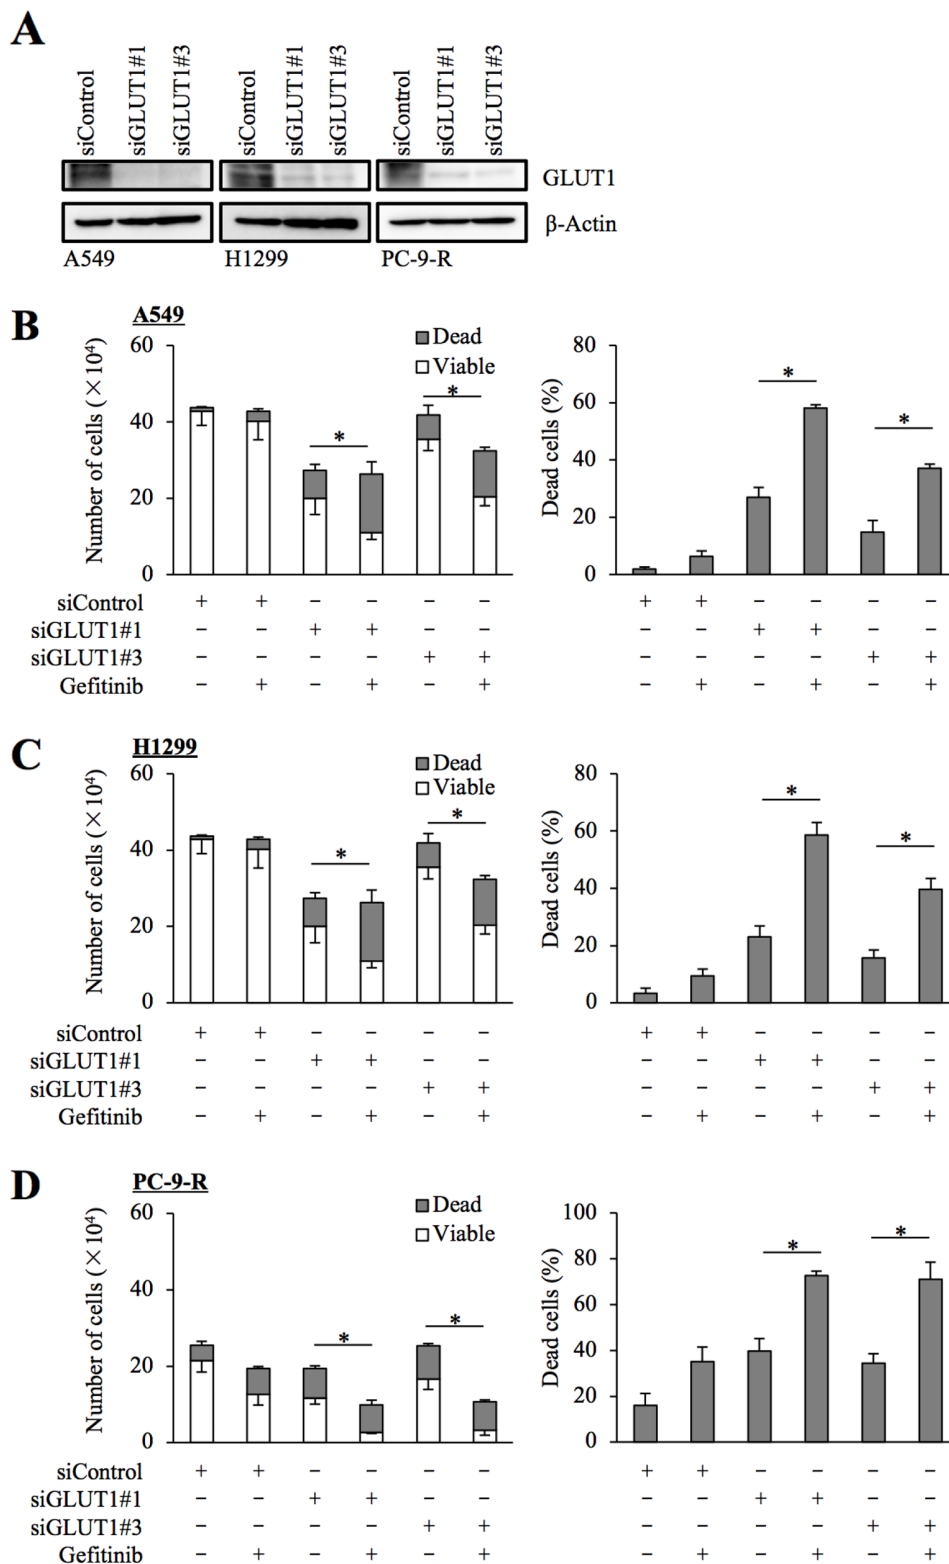 A
siControl
siGLUT1#1
siGLUT1#3
siControl
siGLUT1#1
siGLUT1#3
siControl
siGLUT1#1
siGLUT1#3
GLUT1
β-Actin
A549
H1299
PC-9-R
B
A549
Number of cells (×10⁴)
60
40
20
0
Dead
Viable
*
*
Dead cells (%)
80
60
40
20
0
*
*
siControl + + − − − − + + − − − −
siGLUT1#1 − − + + − − − − + + − −
siGLUT1#3 − − − − + + − − − − + +
Gefitinib − + − + − + − + − + − +
C
H1299
Number of cells (×10⁴)
60
40
20
0
Dead
Viable
*
*
Dead cells (%)
80
60
40
20
0
*
*
siControl + + − − − − + + − − − −
siGLUT1#1 − − + + − − − − + + − −
siGLUT1#3 − − − − + + − − − − + +
Gefitinib − + − + − + − + − + − +
D
PC-9-R
Number of cells (×10⁴)
60
40
20
0
Dead
Viable
*
*
Dead cells (%)
100
80
60
40
20
0
*
*
siControl + + − − − − + + − − − −
siGLUT1#1 − − + + − − − − + + − −
siGLUT1#3 − − − − + + − − − − + +
Gefitinib − + − + − + − + − + − +